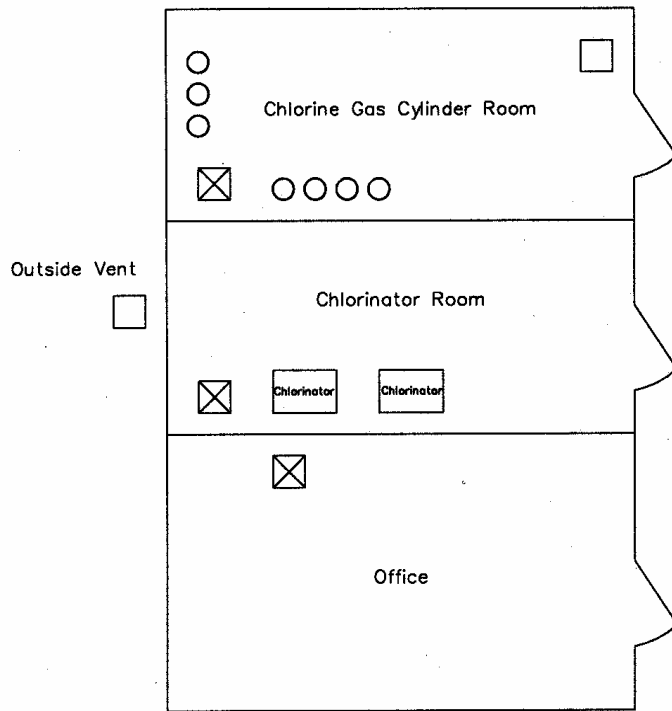 Chlorine Gas Cylinder Room
Outside Vent
Chlorinator Room
Chlorinator
Chlorinator
Office